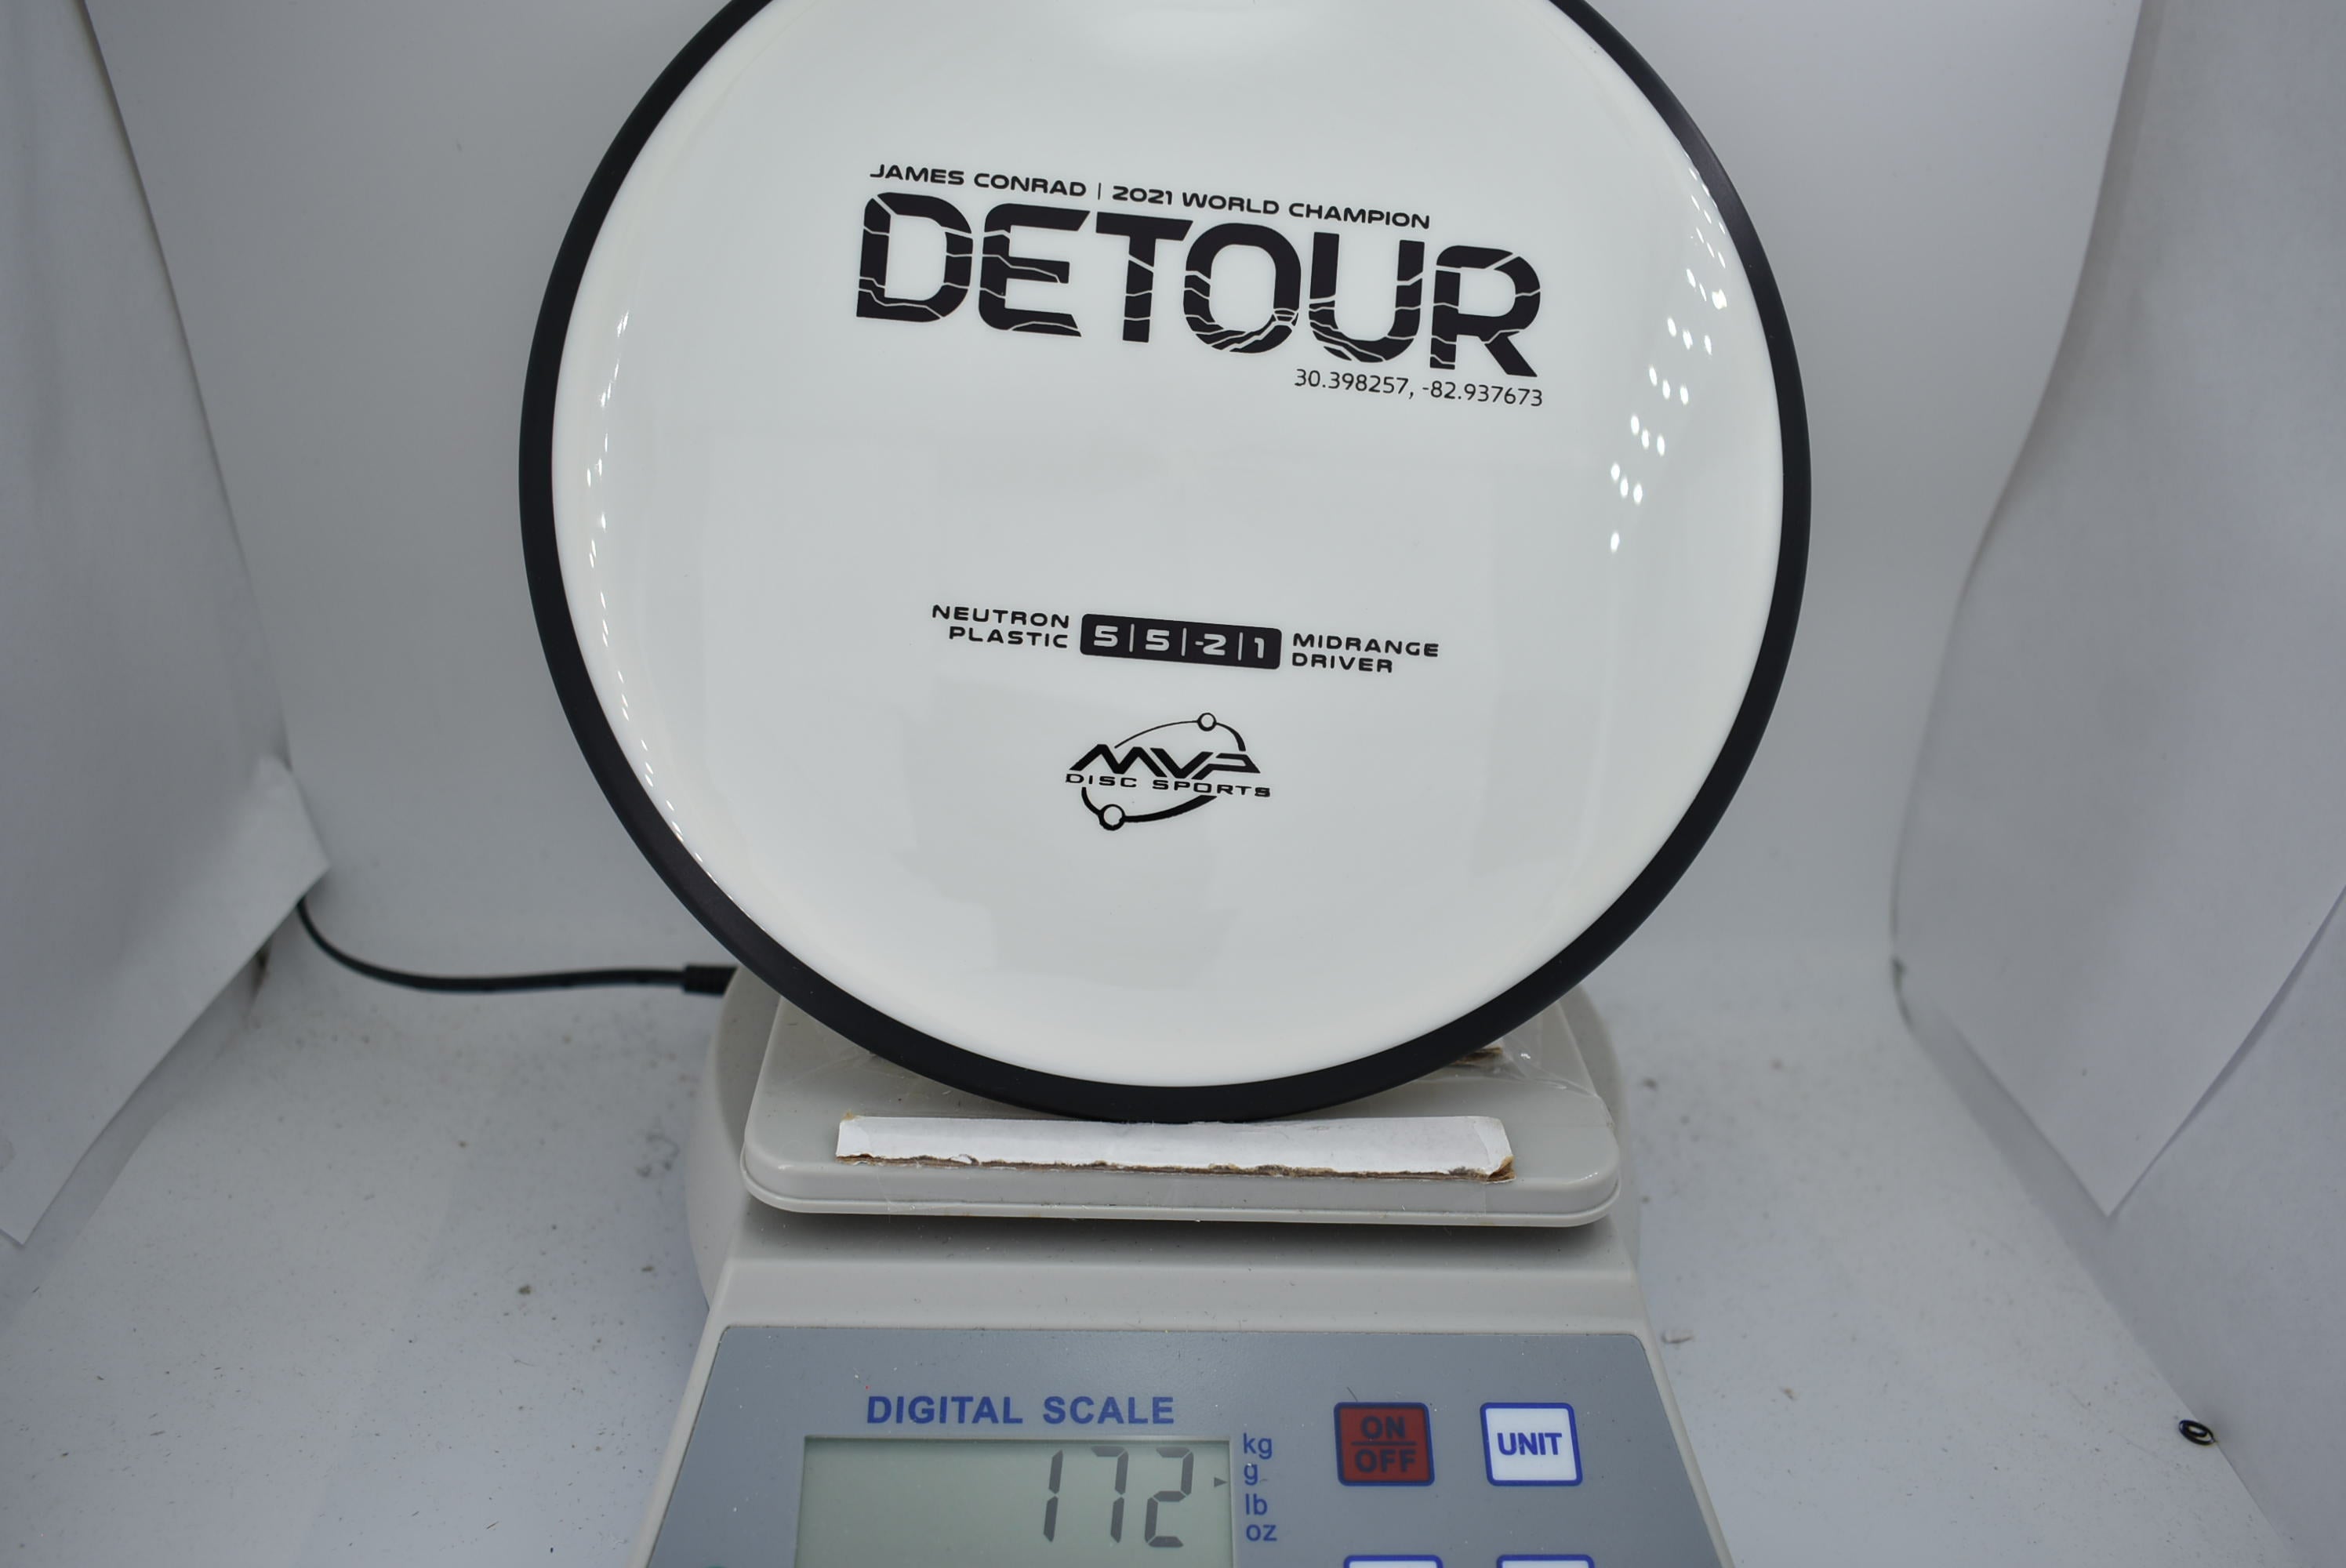 JAMES CONRAD | 2021 WORLD CHAMPION
DETOUR
30.398257, -82.937673
NEUTRON
PLASTIC
5|5|-2|1
MIDRANGE
DRIVER
MVP
DISC SPORTS
DIGITAL SCALE
172
kg
g
lb
oz
ON
OFF
UNIT